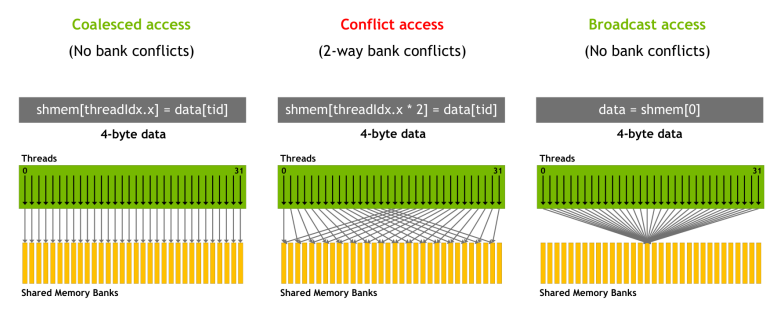 Coalesced access
(No bank conflicts)
shmem[threadIdx.x] = data[tid]
4-byte data
Threads
0 31
Shared Memory Banks
Conflict access
(2-way bank conflicts)
shmem[threadIdx.x * 2] = data[tid]
4-byte data
Threads
0 31
Shared Memory Banks
Broadcast access
(No bank conflicts)
data = shmem[0]
4-byte data
Threads
0 31
Shared Memory Banks